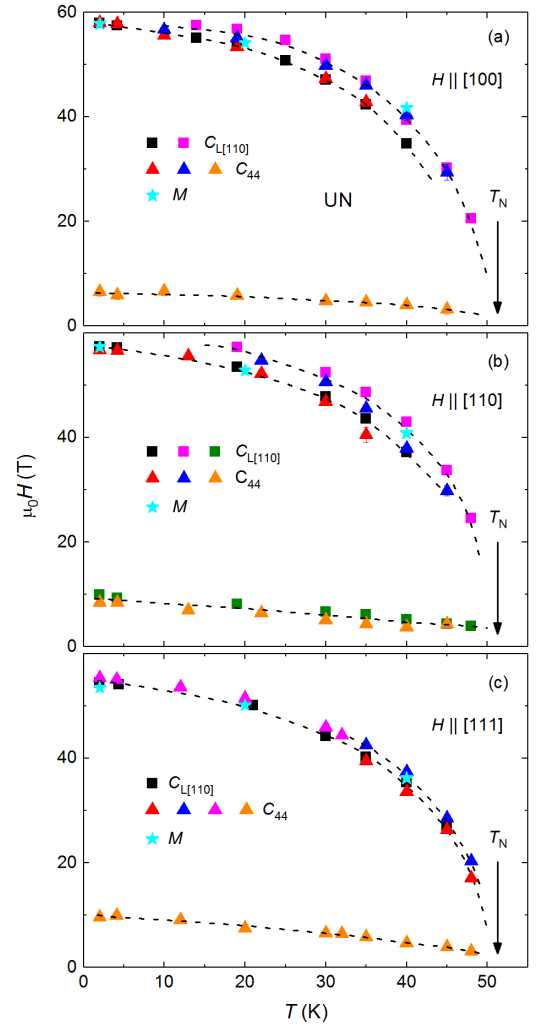 60
(a)
H || [100]
40
C_L[110]
C_44
M
UN
20
T_N
0
(b)
H || [110]
40
C_L[110]
C_44
M
μ₀H (T)
20
T_N
0
(c)
H || [111]
40
C_L[110]
C_44
M
20
T_N
0
0 10 20 30 40 50
T (K)